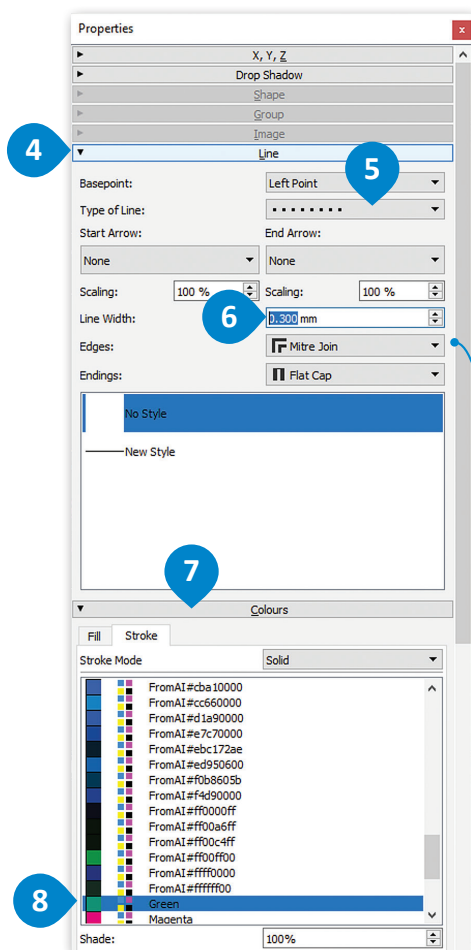 Properties
x
X, Y, Z
Drop Shadow
Shape
Group
Image
4
Line
5
Basepoint: Left Point
Type of Line:
Start Arrow: End Arrow:
None None
Scaling: 100 % Scaling: 100 %
6
Line Width: 0.300 mm
Edges: Mitre Join
Endings: Flat Cap
No Style
New Style
7
Colours
Fill Stroke
Stroke Mode Solid
FromAI#cba10000
FromAI#cc660000
FromAI#d1a90000
FromAI#e7c70000
FromAI#ebc172ae
FromAI#ed950600
FromAI#f0b8605b
FromAI#f4d90000
FromAI#ff0000ff
FromAI#ff00a6ff
FromAI#ff00c4ff
FromAI#ff00ff00
FromAI#ffff0000
FromAI#ffffff00
8
Green
Magenta
Shade: 100%